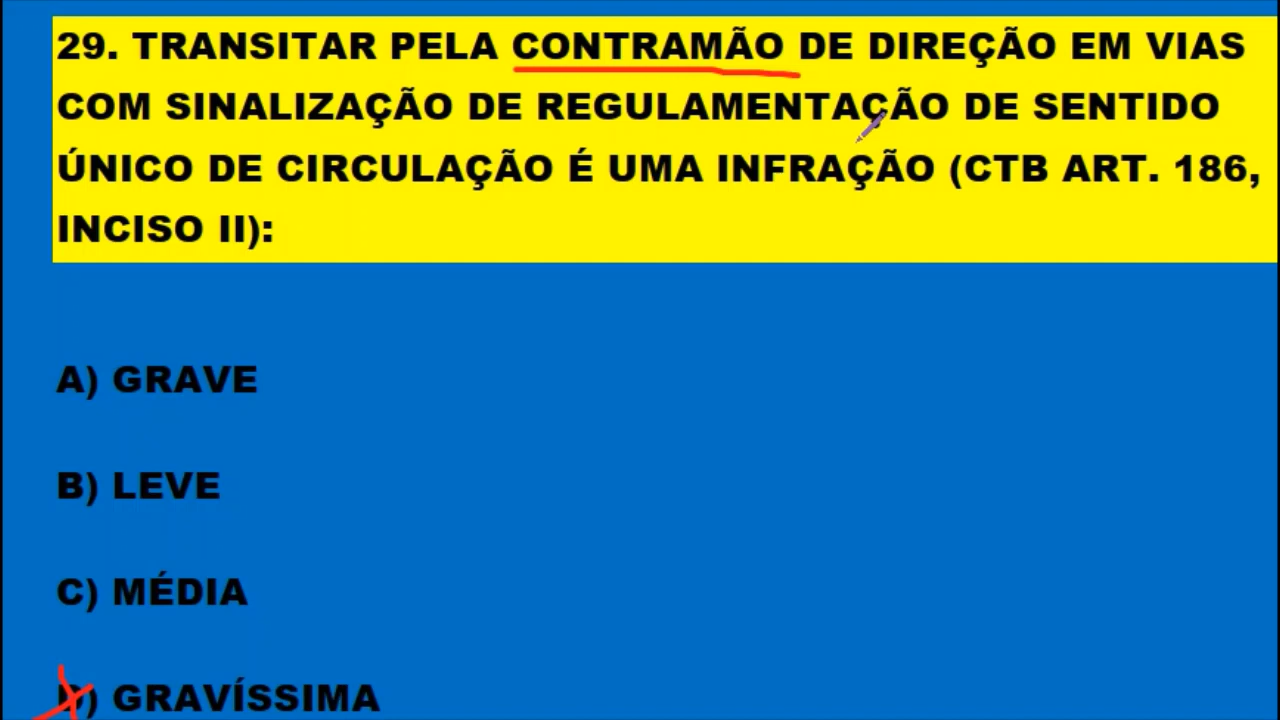 29. TRANSITAR PELA CONTRAMÃO DE DIREÇÃO EM VIAS
COM SINALIZAÇÃO DE REGULAMENTAÇÃO DE SENTIDO
ÚNICO DE CIRCULAÇÃO É UMA INFRAÇÃO (CTB ART. 186,
INCISO II):
A) GRAVE
B) LEVE
C) MÉDIA
D) GRAVÍSSIMA